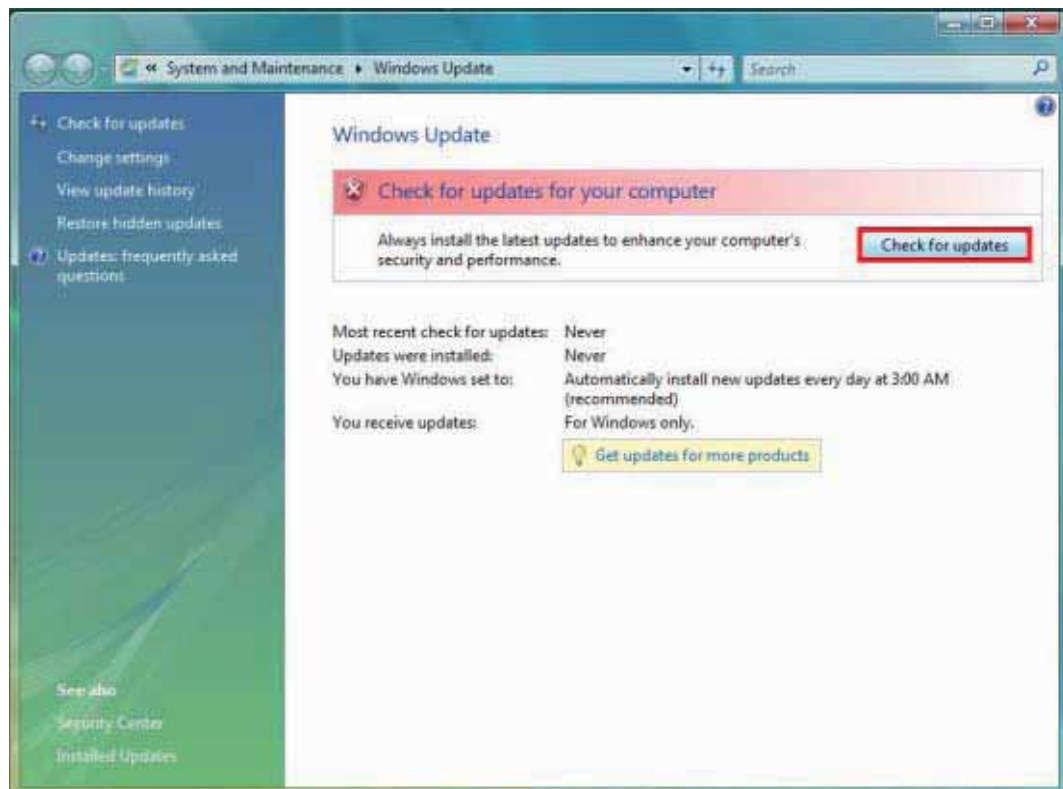 « System and Maintenance ▸ Windows Update
Search
Check for updates
Change settings
View update history
Restore hidden updates
Updates: frequently asked
questions
See also
Security Center
Installed Updates
Windows Update
Check for updates for your computer
Always install the latest updates to enhance your computer's
security and performance.
Check for updates
Most recent check for updates: Never
Updates were installed: Never
You have Windows set to: Automatically install new updates every day at 3:00 AM
(recommended)
You receive updates: For Windows only.
Get updates for more products